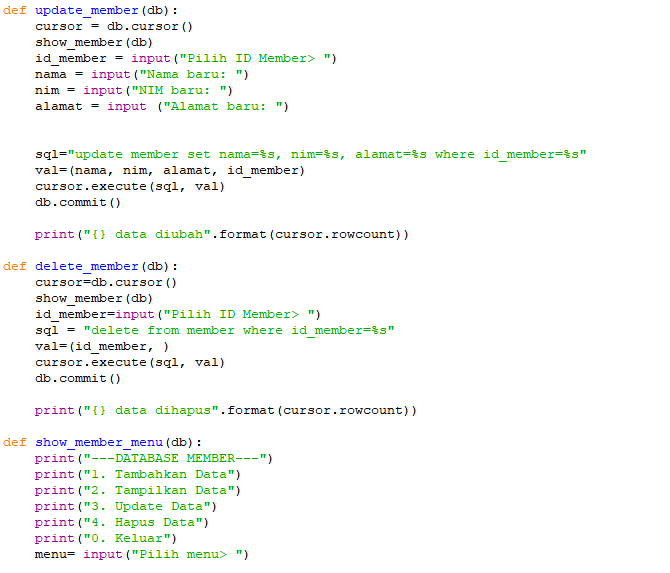 def update_member(db):
    cursor = db.cursor()
    show_member(db)
    id_member = input("Pilih ID Member> ")
    nama = input("Nama baru: ")
    nim = input("NIM baru: ")
    alamat = input ("Alamat baru: ")
    sql="update member set nama=%s, nim=%s, alamat=%s where id_member=%s"
    val=(nama, nim, alamat, id_member)
    cursor.execute(sql, val)
    db.commit()
    print("{} data diubah".format(cursor.rowcount))
def delete_member(db):
    cursor=db.cursor()
    show_member(db)
    id_member=input("Pilih ID Member> ")
    sql = "delete from member where id_member=%s"
    val=(id_member, )
    cursor.execute(sql, val)
    db.commit()
    print("{} data dihapus".format(cursor.rowcount))
def show_member_menu(db):
    print("---DATABASE MEMBER---")
    print("1. Tambahkan Data")
    print("2. Tampilkan Data")
    print("3. Update Data")
    print("4. Hapus Data")
    print("0. Keluar")
    menu= input("Pilih menu> ")